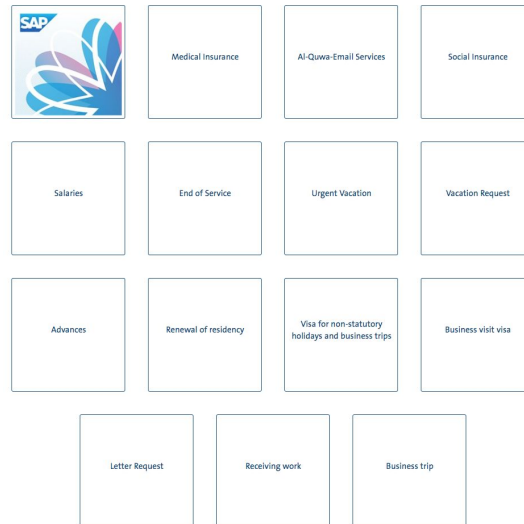 SAP
Medical Insurance
Al-Quwa-Email Services
Social Insurance
Salaries
End of Service
Urgent Vacation
Vacation Request
Advances
Renewal of residency
Visa for non-statutory
holidays and business trips
Business visit visa
Letter Request
Receiving work
Business trip